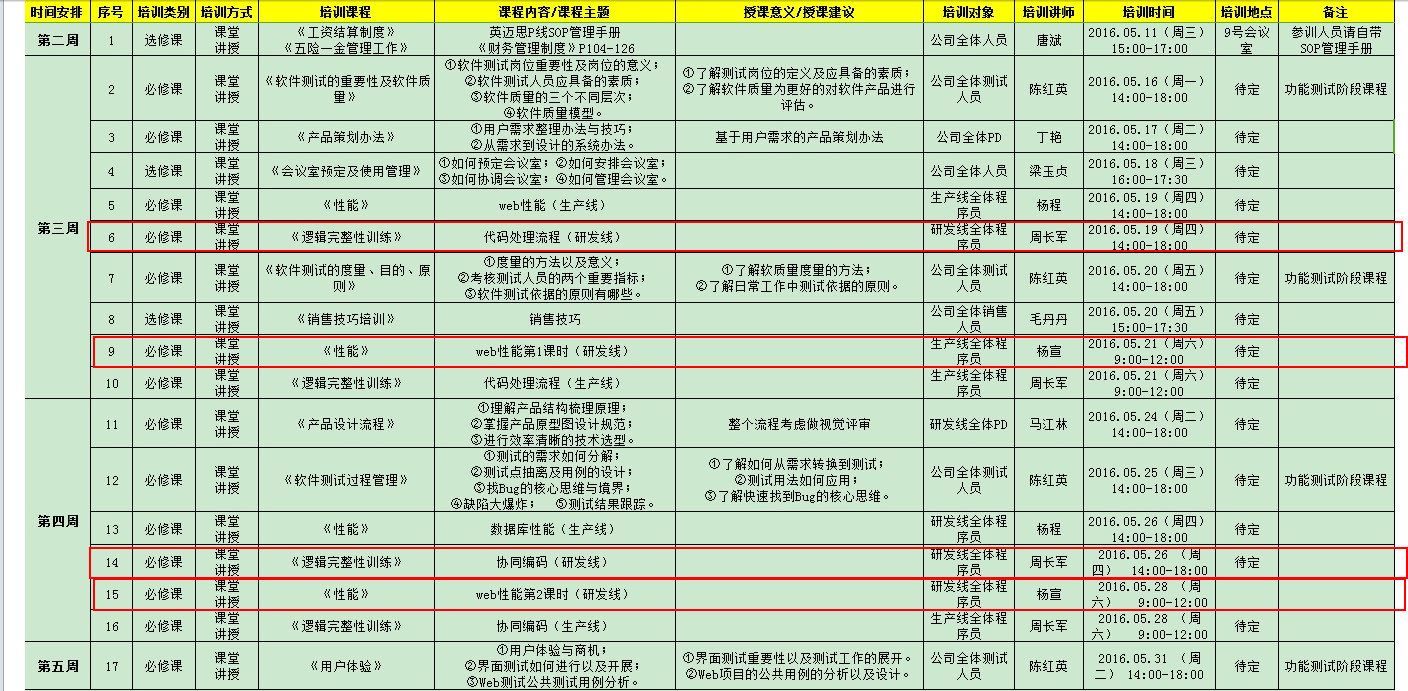 时间安排 序号 培训类别 培训方式 培训课程 课程内容/课程主题 授课意义/授课建议 培训对象 培训讲师 培训时间 培训地点 备注
第二周
1 选修课 课堂讲授 《工资结算制度》《五险一金管理工作》 英迈思P线SOP管理手册《财务管理制度》P104-126 公司全体人员 唐斌 2016.05.11（周三）15:00-17:00 9号会议室 参训人员请自带SOP管理手册
第三周
2 必修课 课堂讲授 《软件测试的重要性及软件质量》 ①软件测试岗位重要性及岗位的意义；②软件测试人员应具备的素质；③软件质量的三个不同层次；④软件质量模型。 ①了解测试岗位的定义及应具备的素质；②了解软件质量为更好的对软件产品进行评估。 公司全体测试人员 陈红英 2016.05.16（周一）14:00-18:00 待定 功能测试阶段课程
3 必修课 课堂讲授 《产品策划办法》 ①用户需求整理办法与技巧；②从需求到设计的系统办法。 基于用户需求的产品策划办法 公司全体PD 丁艳 2016.05.17（周二）14:00-18:00 待定
4 选修课 课堂讲授 《会议室预定及使用管理》 ①如何预定会议室；②如何安排会议室；③如何协调会议室；④如何管理会议室。 公司全体人员 梁玉贞 2016.05.18（周三）16:00-17:30 待定
5 必修课 课堂讲授 《性能》 web性能（生产线） 生产线全体程序员 杨程 2016.05.19（周四）14:00-18:00 待定
6 必修课 课堂讲授 《逻辑完整性训练》 代码处理流程（研发线） 研发线全体程序员 周长军 2016.05.19（周四）14:00-18:00 待定
7 必修课 课堂讲授 《软件测试的度量、目的、原则》 ①度量的方法以及意义；②考核测试人员的两个重要指标；③软件测试依据的原则有哪些。 ①了解软质量度量的方法；②了解日常工作中测试依据的原则。 公司全体测试人员 陈红英 2016.05.20（周五）14:00-18:00 待定 功能测试阶段课程
8 选修课 课堂讲授 《销售技巧培训》 销售技巧 公司全体销售人员 毛丹丹 2016.05.20（周五）15:00-17:30 待定
9 必修课 课堂讲授 《性能》 web性能第1课时（研发线） 生产线全体程序员 杨宣 2016.05.21（周六）9:00-12:00 待定
10 必修课 课堂讲授 《逻辑完整性训练》 代码处理流程（生产线） 生产线全体程序员 周长军 2016.05.21（周六）9:00-12:00 待定
第四周
11 必修课 课堂讲授 《产品设计流程》 ①理解产品结构梳理原理；②掌握产品原型图设计规范；③进行效率清晰的技术选型。 整个流程考虑做视觉评审 研发线全体PD 马江林 2016.05.24（周二）14:00-18:00 待定
12 必修课 课堂讲授 《软件测试过程管理》 ①测试的需求如何分解；②测试点抽离及用例的设计；③找Bug的核心思维与境界；④缺陷大爆炸； ⑤测试结果跟踪。 ①了解如何从需求转换到测试；②测试用法如何应用；③了解快速找到Bug的核心思维。 公司全体测试人员 陈红英 2016.05.25（周三）14:00-18:00 待定 功能测试阶段课程
13 必修课 课堂讲授 《性能》 数据库性能（生产线） 研发线全体程序员 杨程 2016.05.26（周四）14:00-18:00 待定
14 必修课 课堂讲授 《逻辑完整性训练》 协同编码（研发线） 研发线全体程序员 周长军 2016.05.26 （周四） 14:00-18:00 待定
15 必修课 课堂讲授 《性能》 web性能第2课时（研发线） 研发线全体程序员 杨宣 2016.05.28 （周六） 9:00-12:00 待定
16 必修课 课堂讲授 《逻辑完整性训练》 协同编码（生产线） 生产线全体程序员 周长军 2016.05.28 （周六） 9:00-12:00 待定
第五周
17 必修课 课堂讲授 《用户体验》 ①用户体验与商机；②界面测试如何进行以及开展；③Web测试公共测试用例分析。 ①界面测试重要性以及测试工作的展开。②Web项目的公共用例的分析以及设计。 公司全体测试人员 陈红英 2016.05.31 （周二） 14:00-18:00 待定 功能测试阶段课程